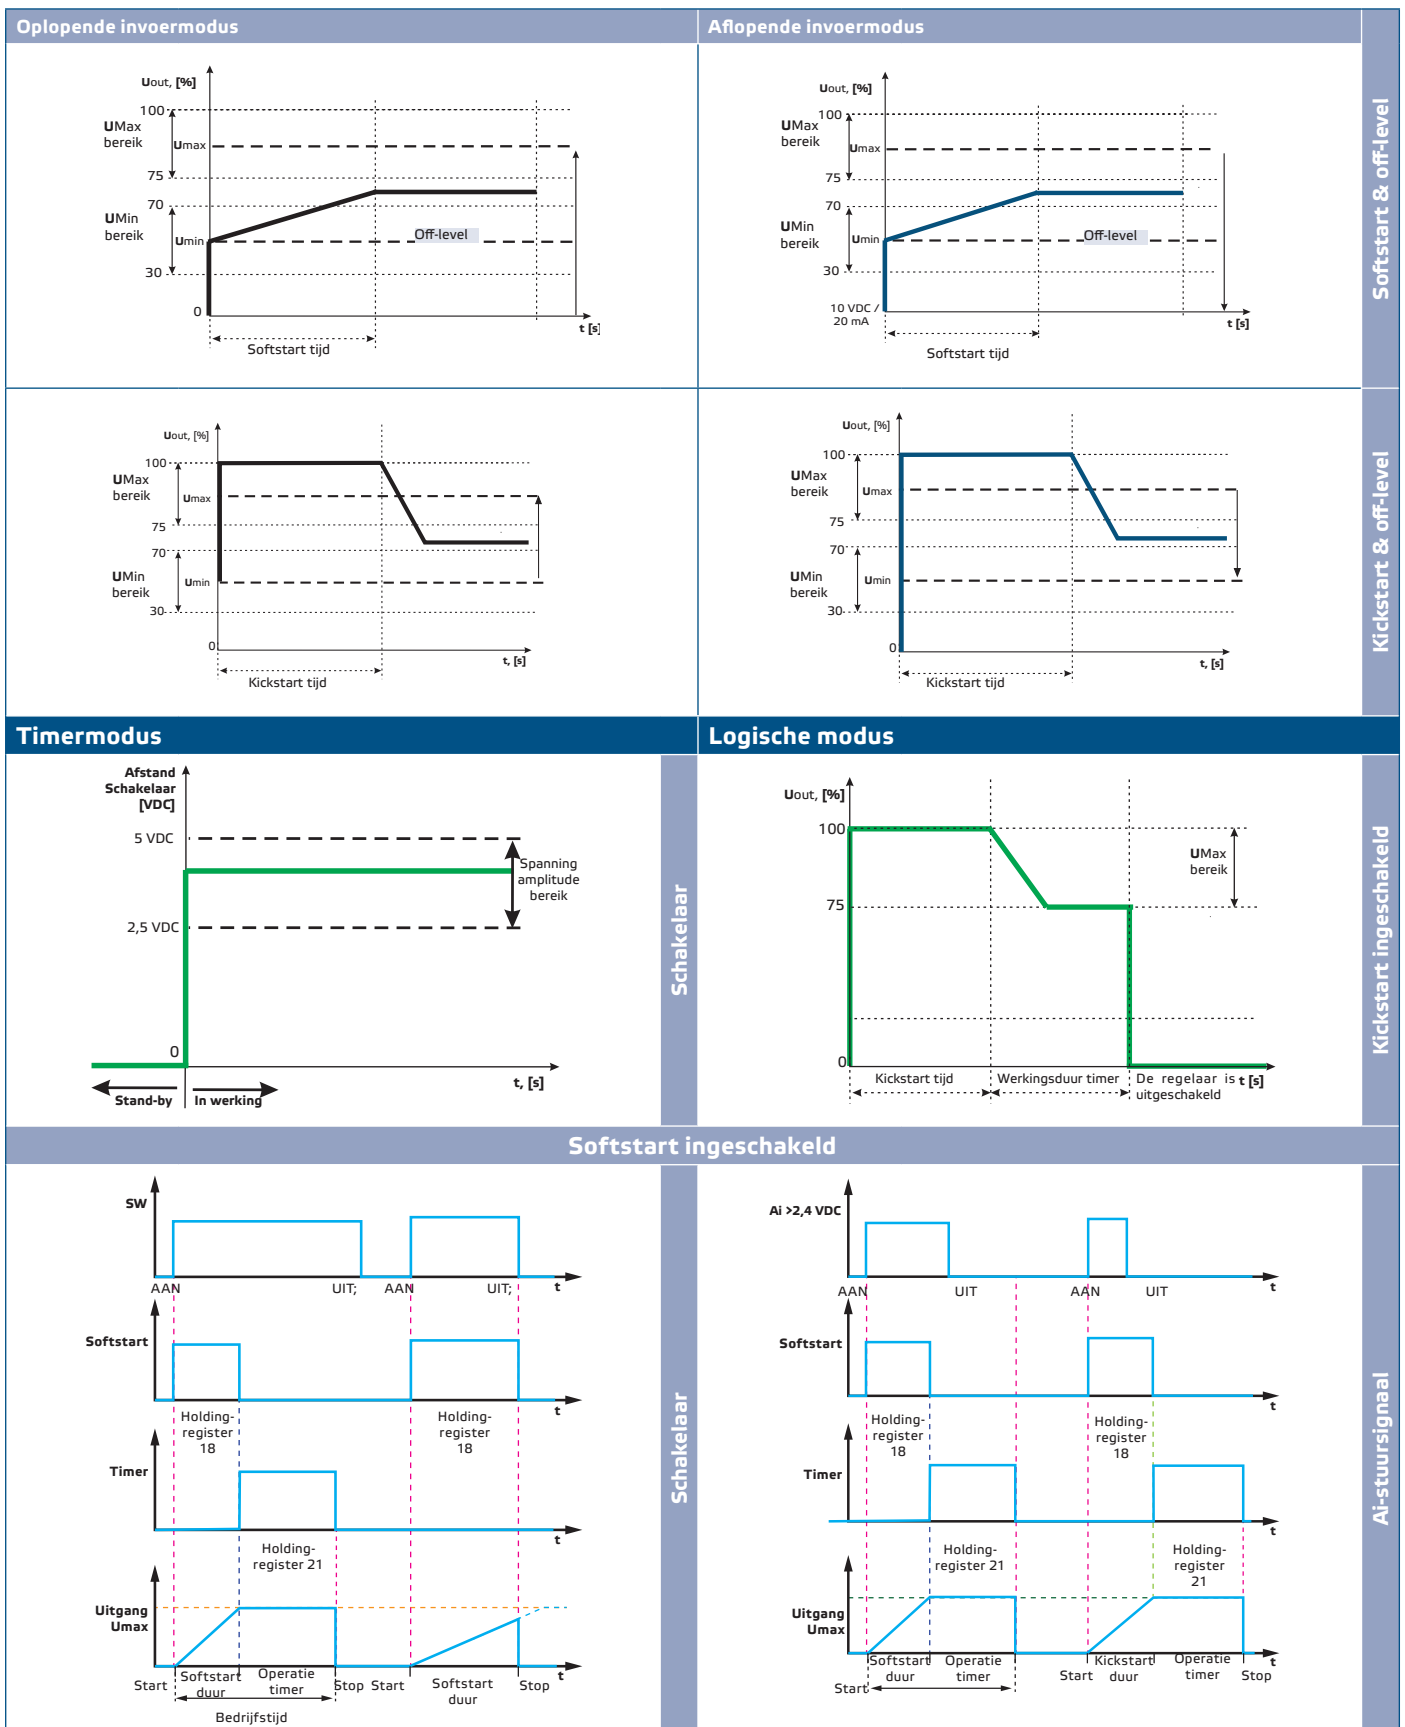 Oplopende invoermodus
Aflopende invoermodus
Softstart & off-level
Uout, [%]
100
UMax
bereik
Umax
75
70
UMin
bereik
Umin
Off-level
30
0
t [s]
Softstart tijd
Uout, [%]
100
UMax
bereik
Umax
75
70
UMin
bereik
Umin
Off-level
30
10 VDC /
20 mA
t [s]
Softstart tijd
Kickstart & off-level
Uout, [%]
100
UMax
bereik
Umax
75
70
UMin
bereik
Umin
30
0
t, [s]
Kickstart tijd
Uout, [%]
100
UMax
bereik
Umax
75
70
UMin
bereik
Umin
30
0
t, [s]
Kickstart tijd
Timermodus
Logische modus
Afstand
Schakelaar
[VDC]
5 VDC
Spanning
amplitude
bereik
2,5 VDC
0
t, [s]
Stand-by
In werking
Schakelaar
Uout, [%]
100
UMax
bereik
75
0
Kickstart tijd
Werkingsduur timer
De regelaar is
uitgeschakeld
t [s]
Kickstart ingeschakeld
Softstart ingeschakeld
SW
AAN
UIT;
AAN
UIT;
t
Softstart
t
Holding-
register
18
Holding-
register
18
Timer
t
Holding-
register 21
Uitgang
Umax
t
Start
Softstart
duur
Operatie
timer
Stop
Start
Softstart
duur
Stop
Bedrijfstijd
Schakelaar
Ai >2,4 VDC
AAN
UIT
AAN
UIT
t
Softstart
t
Holding-
register
18
Holding-
register
18
Timer
t
Holding-
register 21
Holding-
register
21
Uitgang
Umax
t
Start
Softstart
duur
Operatie
timer
Start
Kickstart
duur
Operatie
timer
Stop
Ai-stuursignaal